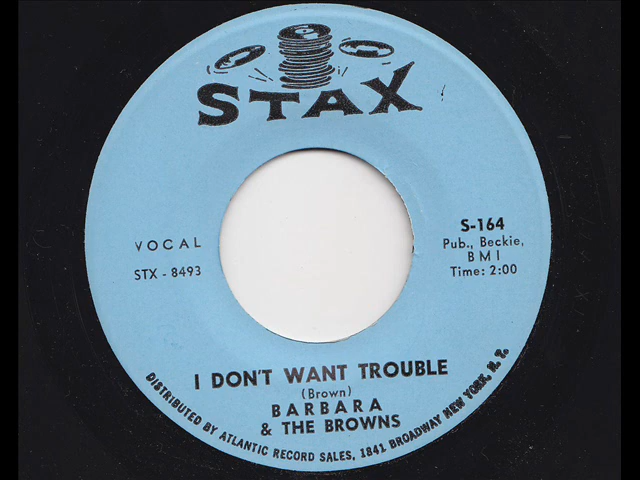 STAX
VOCAL
STX - 8493
S-164
Pub., Beckie,
BMI
Time: 2:00
I DON'T WANT TROUBLE
(Brown)
BARBARA
& THE BROWNS
DISTRIBUTED BY ATLANTIC RECORD SALES, 1841 BROADWAY NEW YORK, N. Y.